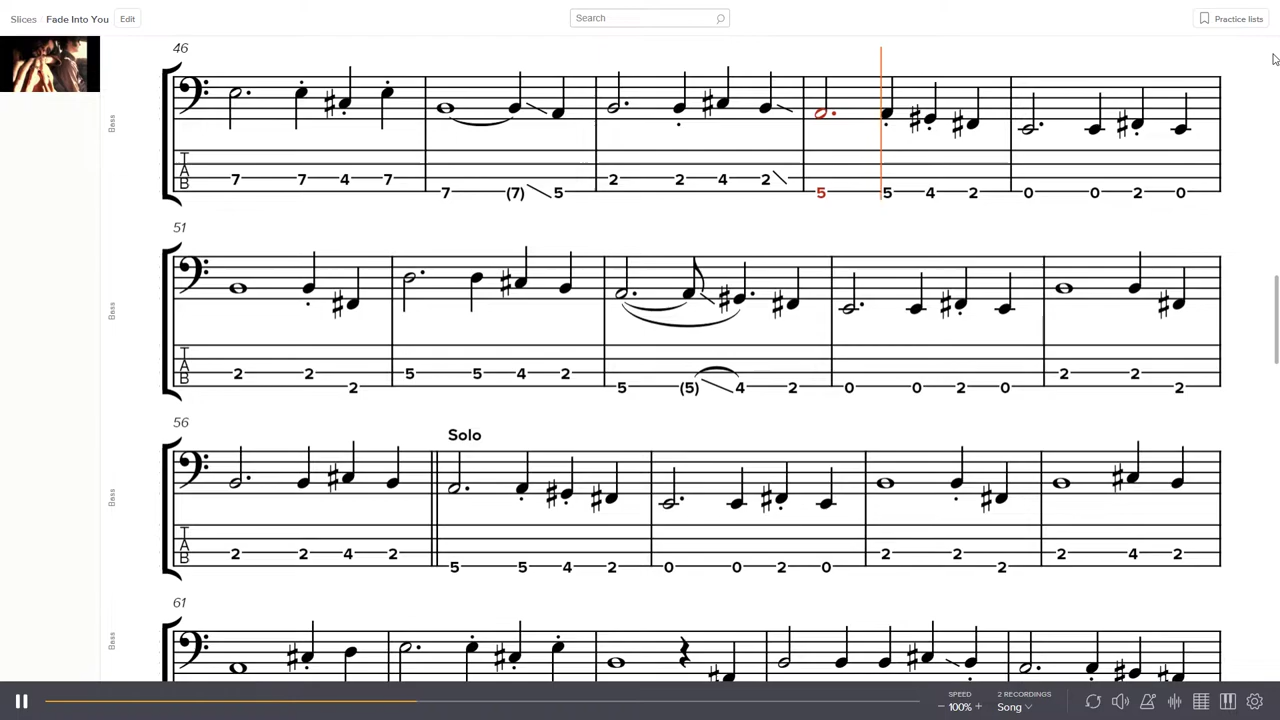 Slices Fade Into You Edit Search Practice lists
46
Bass
7 7 4 7 7 (7) 5 2 2 4 2 5 5 4 2 0 0 2 0
51
Bass
2 2 2 5 5 4 2 5 (5) 4 2 0 0 2 0 2 2 2
56
Solo
Bass
2 2 4 2 5 5 4 2 0 0 2 0 2 2 2 2 4 2
61
Bass
SPEED 2 RECORDINGS
− 100% + Song